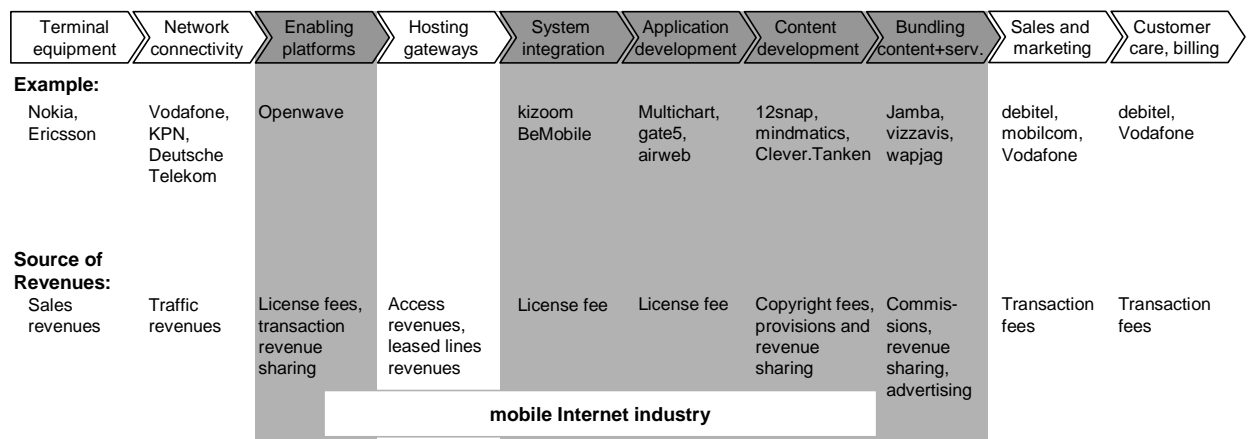 Terminal
equipment
Network
connectivity
Enabling
platforms
Hosting
gateways
System
integration
Application
development
Content
development
Bundling
content+serv.
Sales and
marketing
Customer
care, billing
Example:
Nokia,
Ericsson
Vodafone,
KPN,
Deutsche
Telekom
Openwave
kizoom
BeMobile
Multichart,
gate5,
airweb
12snap,
mindmatics,
Clever.Tanken
Jamba,
vizzavis,
wapjag
debitel,
mobilcom,
Vodafone
debitel,
Vodafone
Source of
Revenues:
Sales
revenues
Traffic
revenues
License fees,
transaction
revenue
sharing
Access
revenues,
leased lines
revenues
License fee
License fee
Copyright fees,
provisions and
revenue
sharing
Commis-
sions,
revenue
sharing,
advertising
Transaction
fees
Transaction
fees
mobile Internet industry